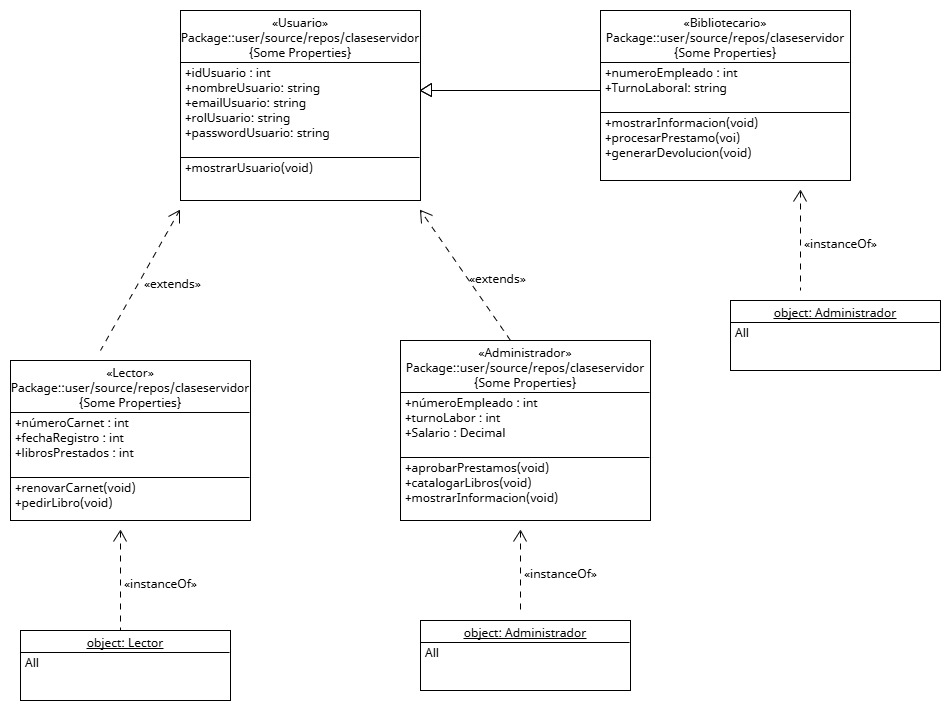 «Usuario»
Package::user/source/repos/claseservidor
{Some Properties}
+idUsuario : int
+nombreUsuario: string
+emailUsuario: string
+rolUsuario: string
+passwordUsuario: string
+mostrarUsuario(void)
«Bibliotecario»
Package::user/source/repos/claseservidor
{Some Properties}
+numeroEmpleado : int
+TurnoLaboral: string
+mostrarInformacion(void)
+procesarPrestamo(voi)
+generarDevolucion(void)
«instanceOf»
object: Administrador
All
«extends»
«extends»
«Lector»
Package::user/source/repos/claseservidor
{Some Properties}
+númeroCarnet : int
+fechaRegistro : int
+librosPrestados : int
+renovarCarnet(void)
+pedirLibro(void)
«Administrador»
Package::user/source/repos/claseservidor
{Some Properties}
+númeroEmpleado : int
+turnoLabor : int
+Salario : Decimal
+aprobarPrestamos(void)
+catalogarLibros(void)
+mostrarInformacion(void)
«instanceOf»
«instanceOf»
object: Lector
All
object: Administrador
All